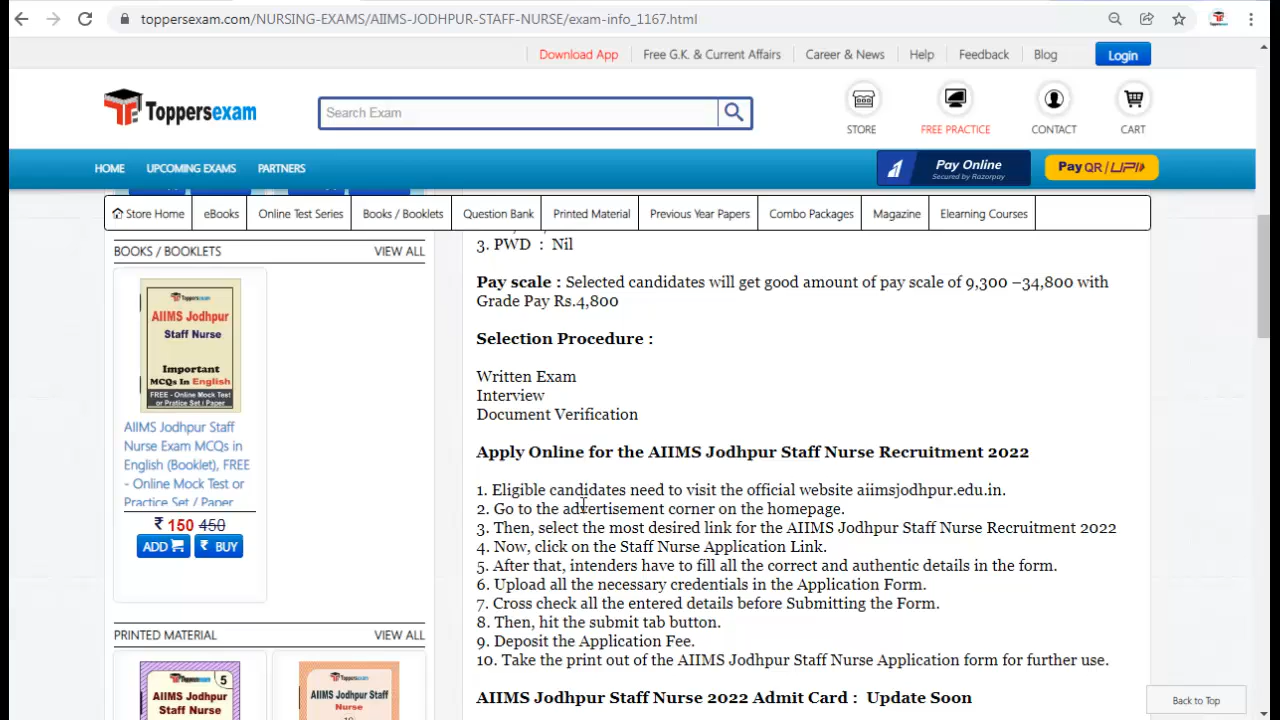 toppersexam.com/NURSING-EXAMS/AIIMS-JODHPUR-STAFF-NURSE/exam-info_1167.html
Download App
Free G.K. & Current Affairs
Career & News
Help
Feedback
Blog
Login
Toppersexam
Search Exam
STORE
FREE PRACTICE
CONTACT
CART
HOME
UPCOMING EXAMS
PARTNERS
Pay Online
Secured by Razorpay
Pay QR / UPI
Store Home
eBooks
Online Test Series
Books / Booklets
Question Bank
Printed Material
Previous Year Papers
Combo Packages
Magazine
Elearning Courses
BOOKS / BOOKLETS
VIEW ALL
Toppersexam
AIIMS Jodhpur
Staff Nurse
Important
MCQs In English
FREE - Online Mock Test
or Pratice Set / Paper
AIIMS Jodhpur Staff
Nurse Exam MCQs in
English (Booklet), FREE
- Online Mock Test or
Practice Set / Paper
₹ 150 450
ADD
₹ BUY
PRINTED MATERIAL
VIEW ALL
Toppersexam
5
AIIMS Jodhpur
Staff Nurse
Toppersexam
AIIMS Jodhpur Staff
Nurse
10
3. PWD : Nil
Pay scale : Selected candidates will get good amount of pay scale of 9,300 –34,800 with
Grade Pay Rs.4,800
Selection Procedure :
Written Exam
Interview
Document Verification
Apply Online for the AIIMS Jodhpur Staff Nurse Recruitment 2022
1. Eligible candidates need to visit the official website aiimsjodhpur.edu.in.
2. Go to the advertisement corner on the homepage.
3. Then, select the most desired link for the AIIMS Jodhpur Staff Nurse Recruitment 2022
4. Now, click on the Staff Nurse Application Link.
5. After that, intenders have to fill all the correct and authentic details in the form.
6. Upload all the necessary credentials in the Application Form.
7. Cross check all the entered details before Submitting the Form.
8. Then, hit the submit tab button.
9. Deposit the Application Fee.
10. Take the print out of the AIIMS Jodhpur Staff Nurse Application form for further use.
AIIMS Jodhpur Staff Nurse 2022 Admit Card : Update Soon
Back to Top